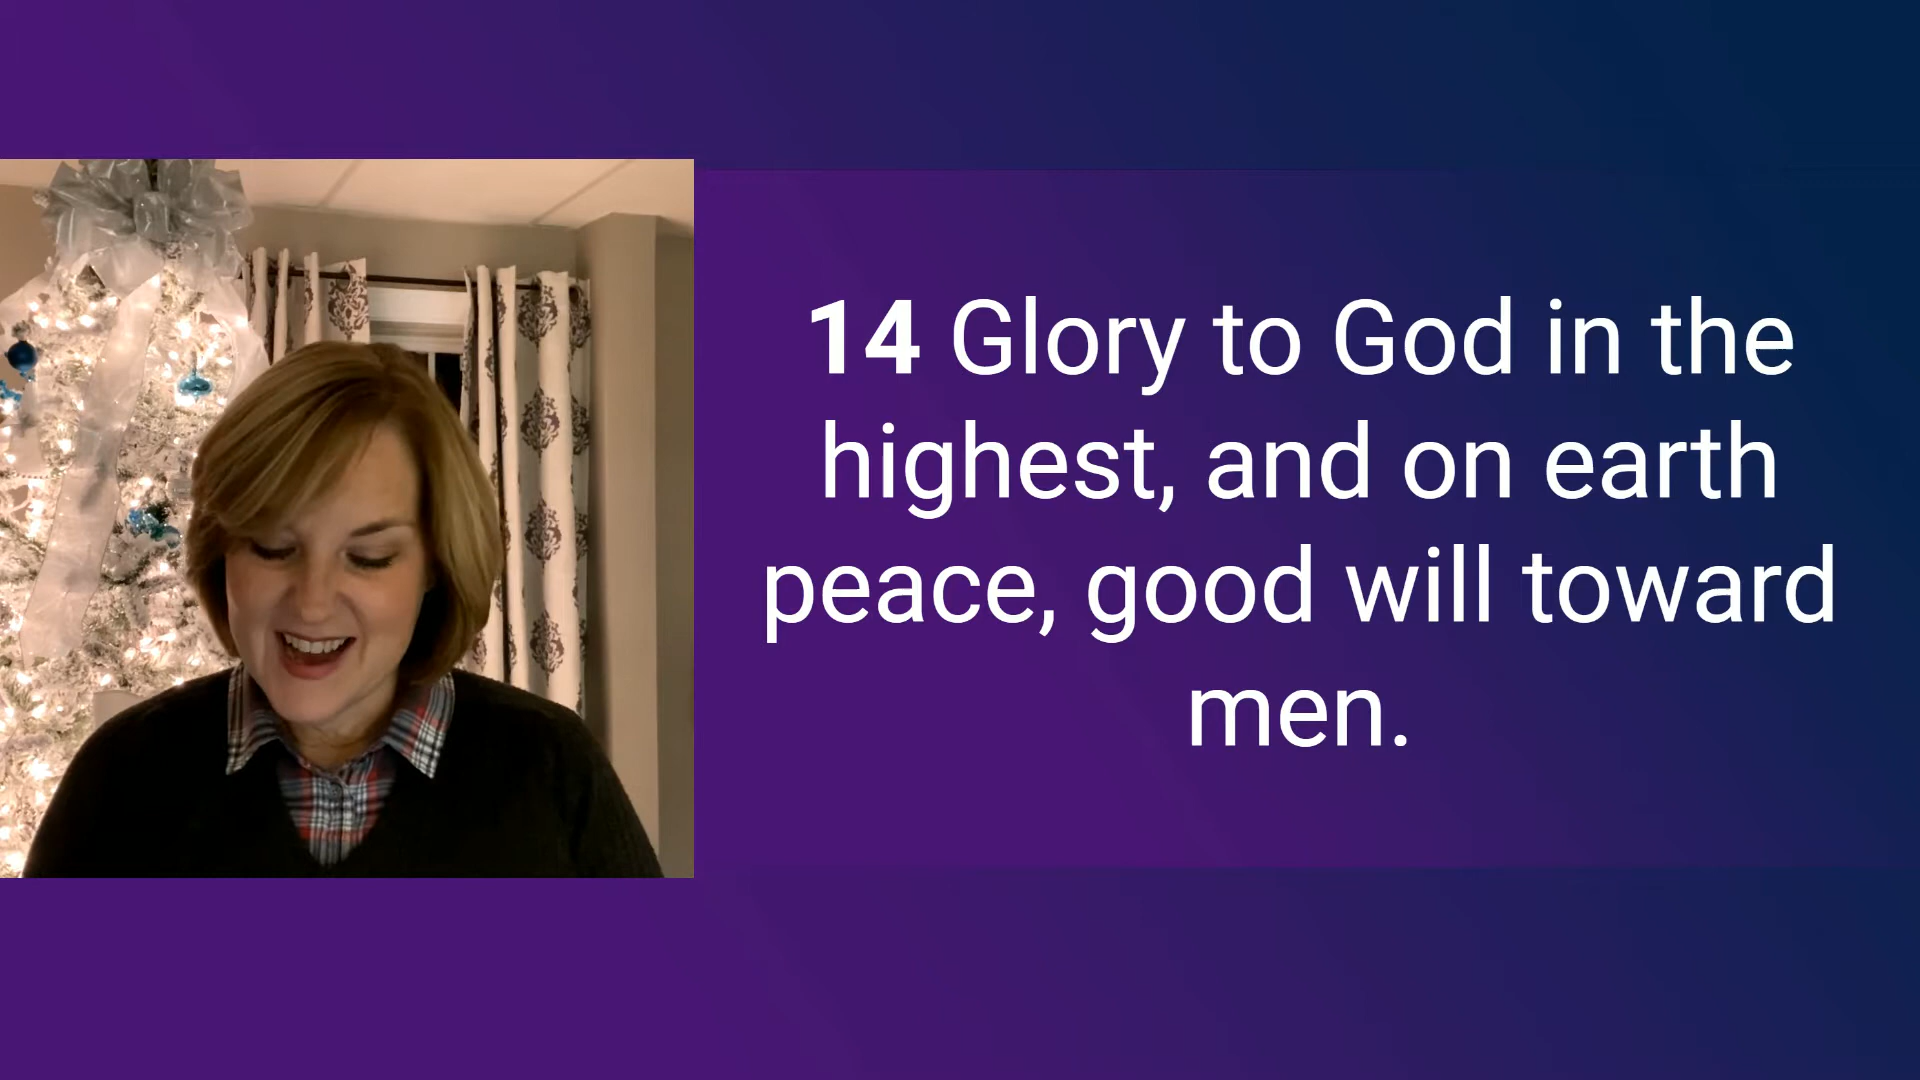 14 Glory to God in the
highest, and on earth
peace, good will toward
men.